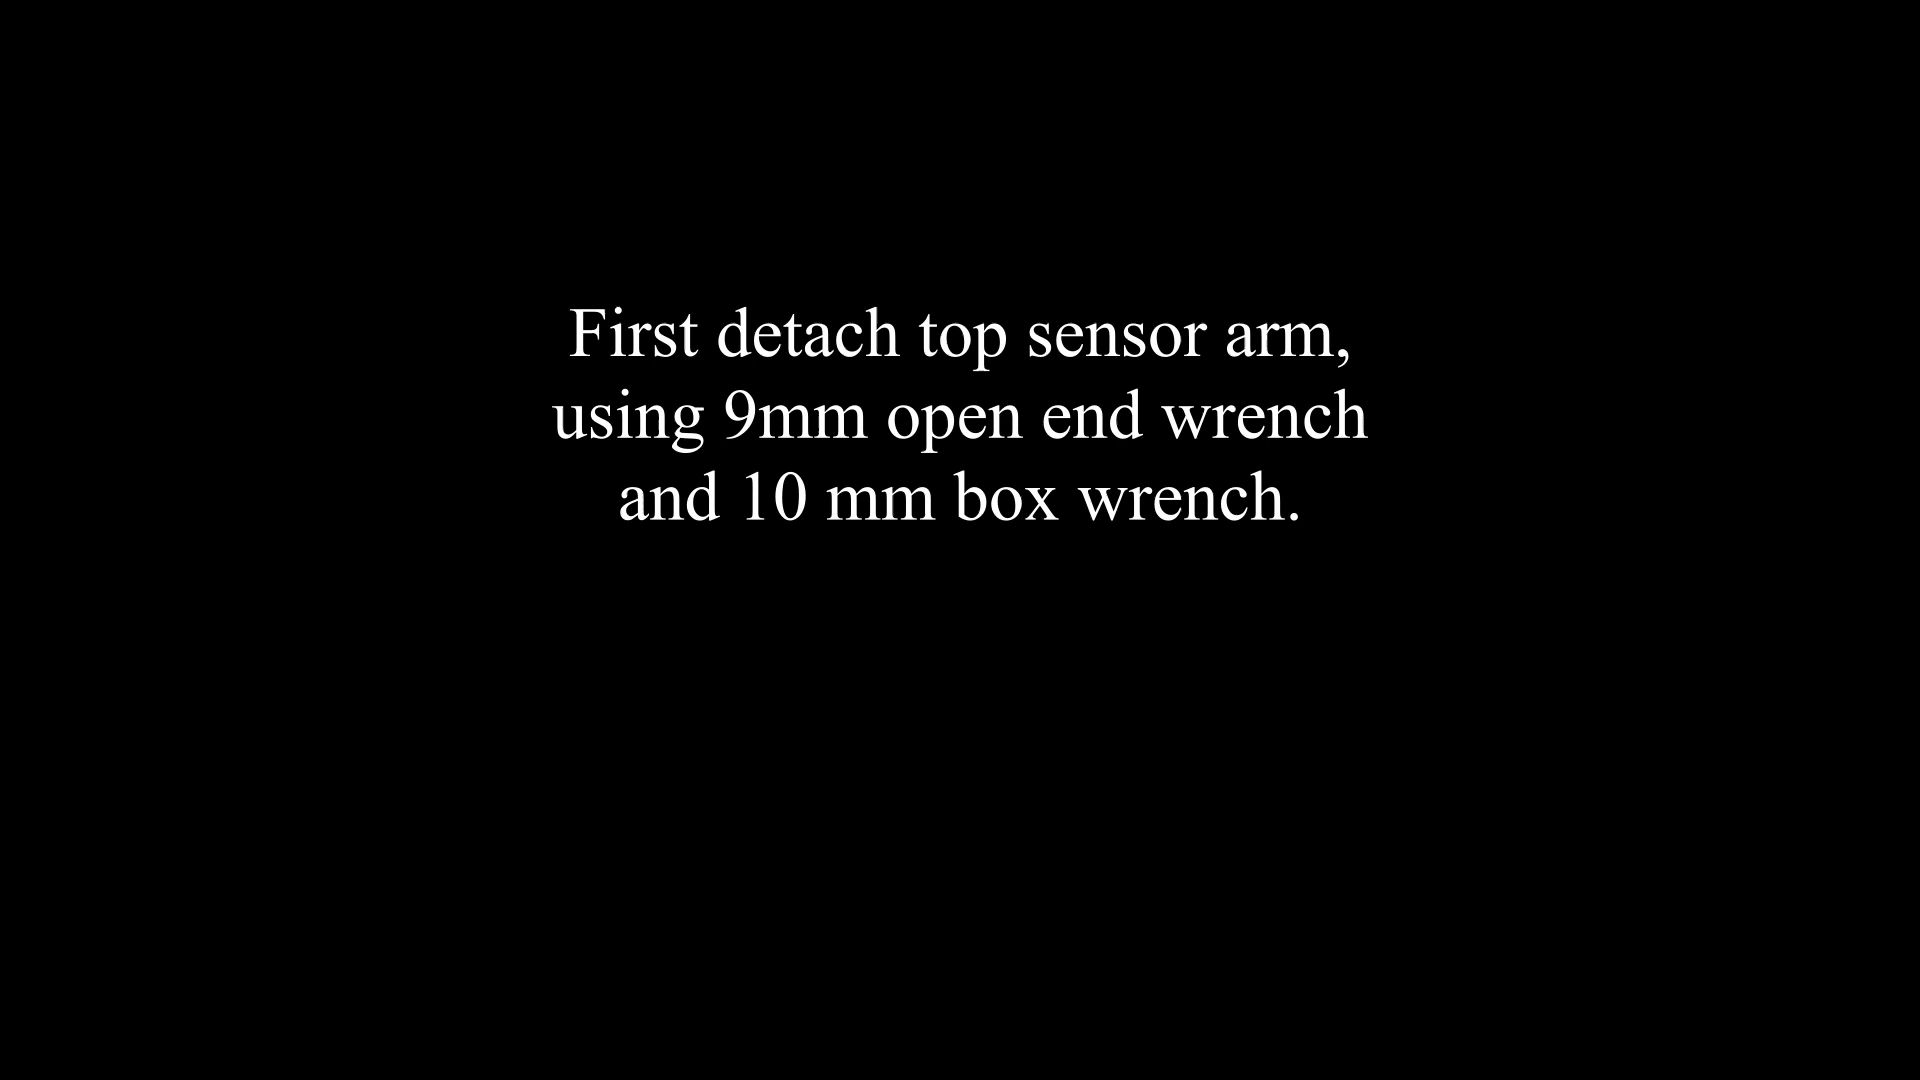 First detach top sensor arm,
using 9mm open end wrench
and 10 mm box wrench.